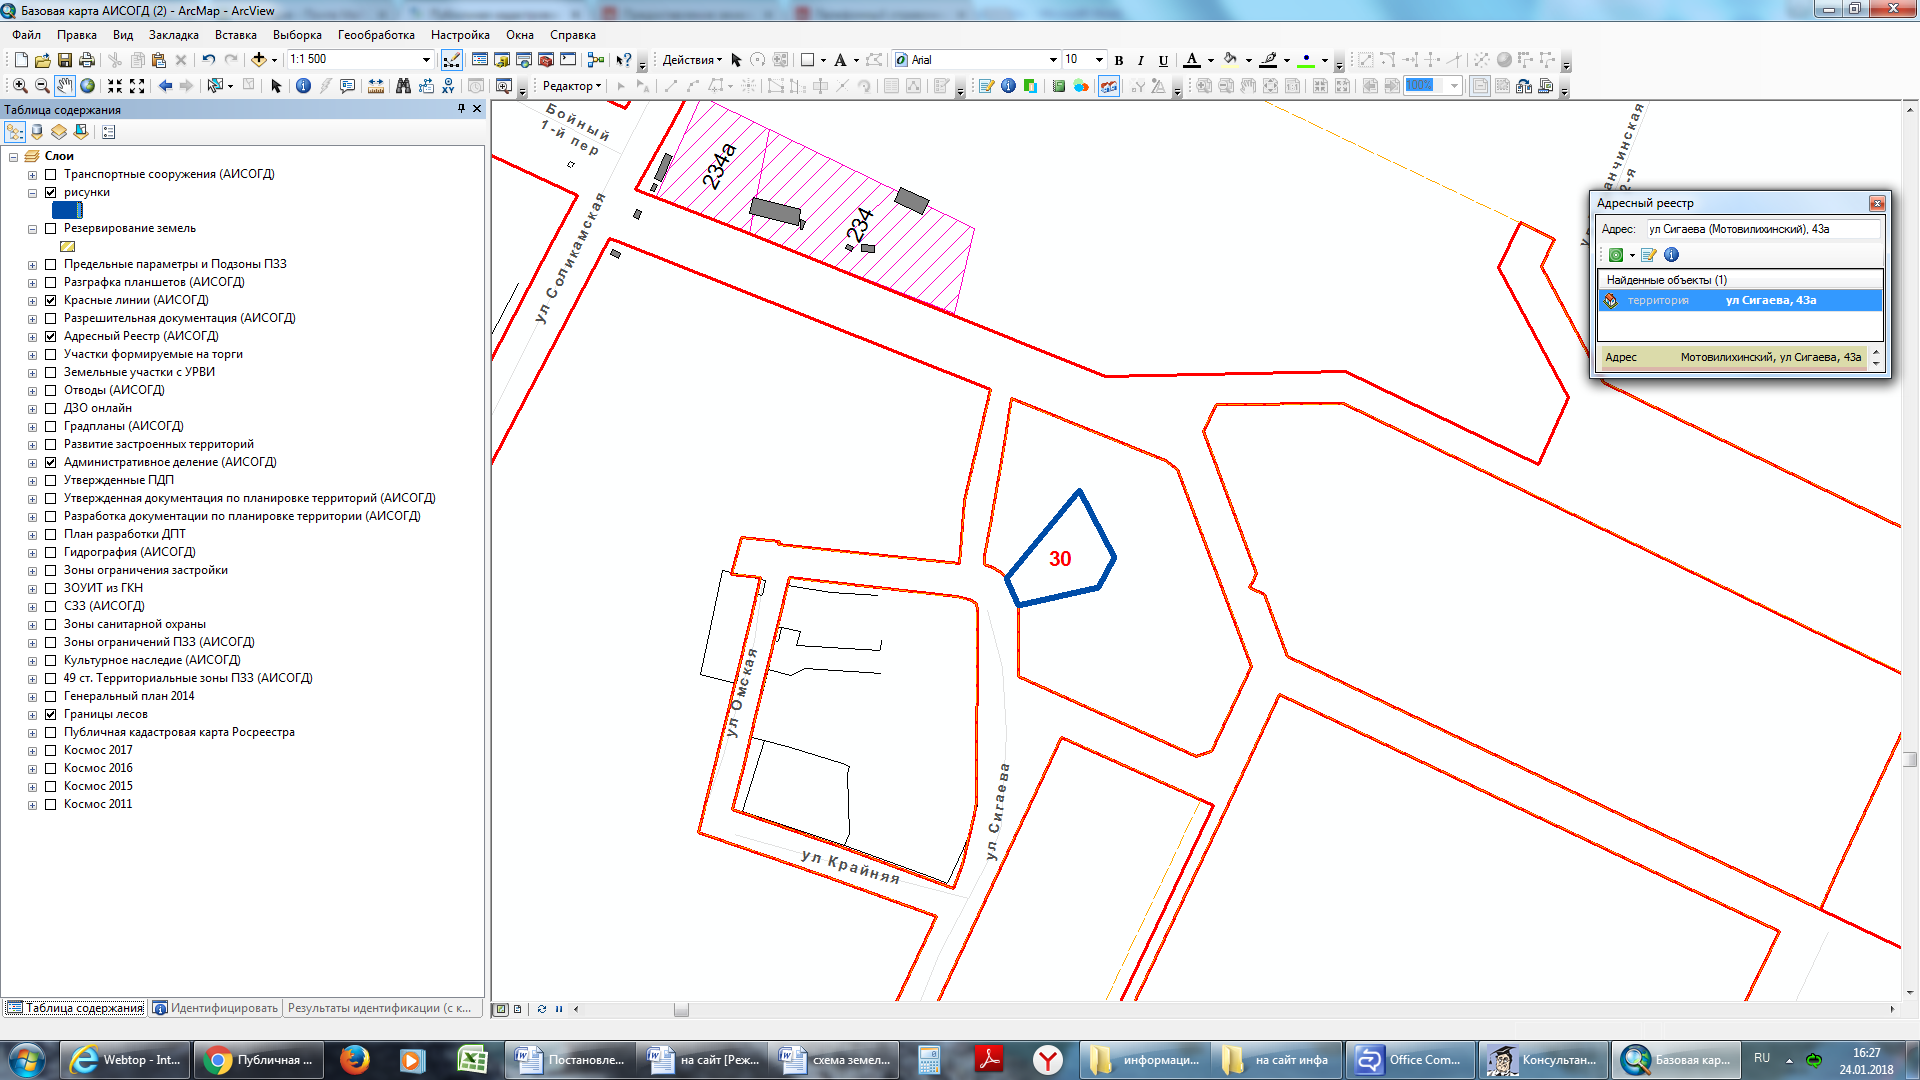 Базовая карта АИСОГД (2) - ArcMap - ArcView
Файл Правка Вид Закладка Вставка Выборка Геообработка Настройка Окна Справка
1:1 500
Действия
Arial
10
Редактор
100%
Таблица содержания
Слои
Транспортные сооружения (АИСОГД)
рисунки
Резервирование земель
Предельные параметры и Подзоны ПЗЗ
Разграфка планшетов (АИСОГД)
Красные линии (АИСОГД)
Разрешительная документация (АИСОГД)
Адресный Реестр (АИСОГД)
Участки формируемые на торги
Земельные участки с УРВИ
Отводы (АИСОГД)
ДЗО онлайн
Градпланы (АИСОГД)
Развитие застроенных территорий
Административное деление (АИСОГД)
Утвержденные ПДП
Утвержденная документация по планировке территорий (АИСОГД)
Разработка документации по планировке территории (АИСОГД)
План разработки ДПТ
Гидрография (АИСОГД)
Зоны ограничения застройки
ЗОУИТ из ГКН
СЗЗ (АИСОГД)
Зоны санитарной охраны
Зоны ограничений ПЗЗ (АИСОГД)
Культурное наследие (АИСОГД)
49 ст. Территориальные зоны ПЗЗ (АИСОГД)
Генеральный план 2014
Границы лесов
Публичная кадастровая карта Росреестра
Космос 2017
Космос 2016
Космос 2015
Космос 2011
Таблица содержания
Идентифицировать
Результаты идентификации (с к...
Бойный
1-й пер
ул Соликамская
234а
234
30
ул Омская
ул Крайняя
ул Сигаева
2-я
Адресный реестр
Адрес: ул Сигаева (Мотовилихинский), 43а
Найденные объекты (1)
территория ул Сигаева, 43а
Адрес Мотовилихинский, ул Сигаева, 43а
Webtop - Int...
Публичная ...
Постановле...
на сайт [Реж...
схема земел...
информаци...
на сайт инфа
Office Com...
Консультан...
Базовая кар...
RU
16:27
24.01.2018